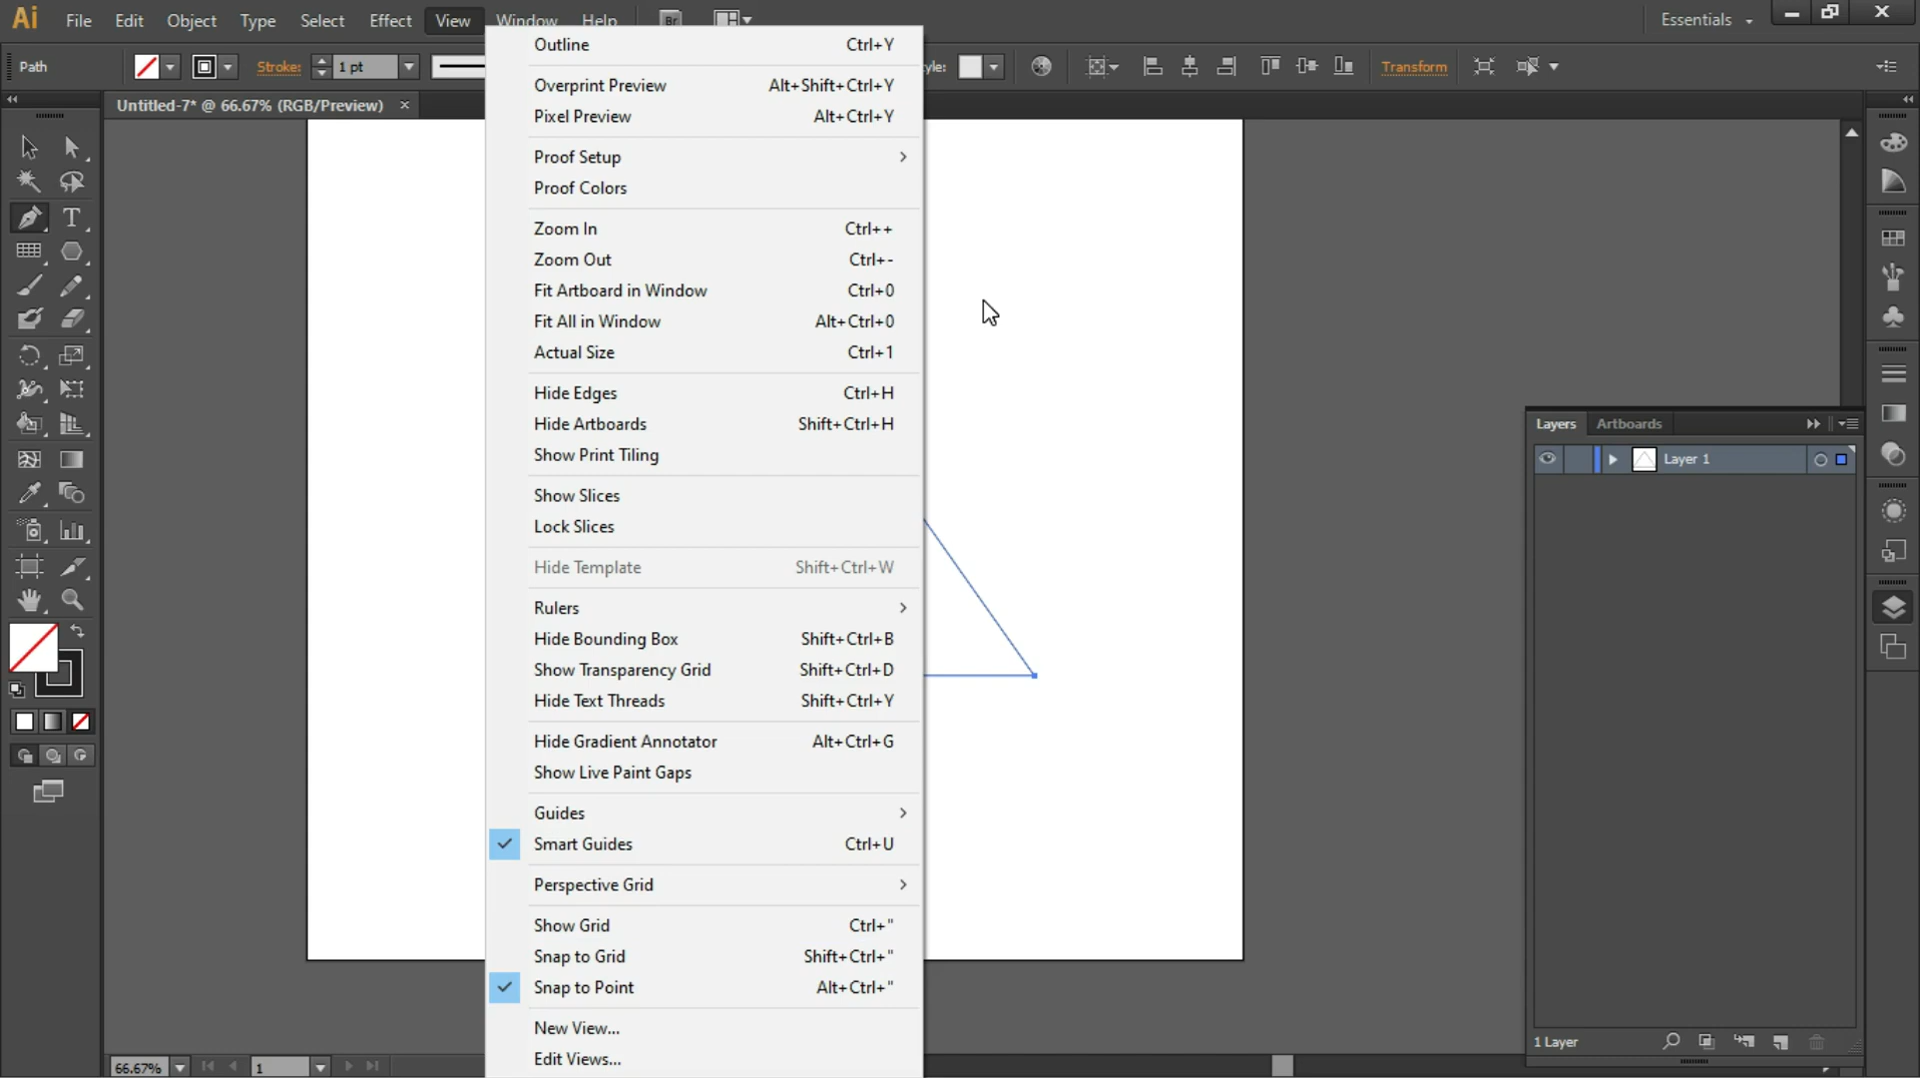 Ai File Edit Object Type Select Effect View Window Help Br Essentials
Path Stroke: 1 pt yle: Transform
Untitled-7* @ 66.67% (RGB/Preview)
Outline Ctrl+Y
Overprint Preview Alt+Shift+Ctrl+Y
Pixel Preview Alt+Ctrl+Y
Proof Setup
Proof Colors
Zoom In Ctrl++
Zoom Out Ctrl+-
Fit Artboard in Window Ctrl+0
Fit All in Window Alt+Ctrl+0
Actual Size Ctrl+1
Hide Edges Ctrl+H
Hide Artboards Shift+Ctrl+H
Show Print Tiling
Show Slices
Lock Slices
Hide Template Shift+Ctrl+W
Rulers
Hide Bounding Box Shift+Ctrl+B
Show Transparency Grid Shift+Ctrl+D
Hide Text Threads Shift+Ctrl+Y
Hide Gradient Annotator Alt+Ctrl+G
Show Live Paint Gaps
Guides
Smart Guides Ctrl+U
Perspective Grid
Show Grid Ctrl+"
Snap to Grid Shift+Ctrl+"
Snap to Point Alt+Ctrl+"
New View...
Edit Views...
Layers Artboards
Layer 1
1 Layer
66.67% 1